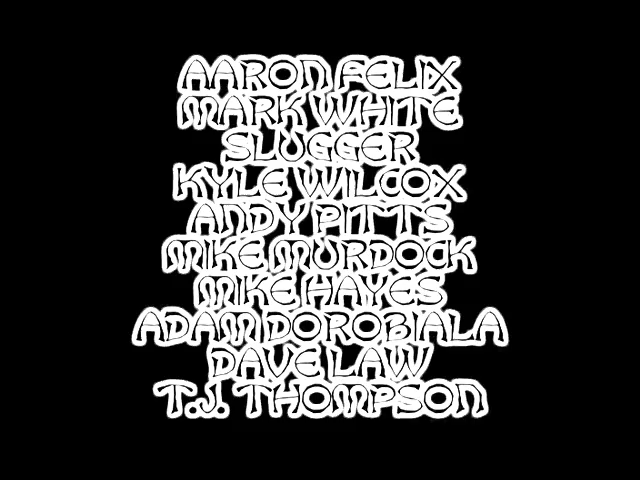 AARON FELIX
MARK WHITE
SLUGGER
KYLE WILCOX
ANDY PITTS
MIKE MURDOCK
MIKE HAYES
ADAM DOROBIALA
DAVE LAW
T.J. THOMPSON